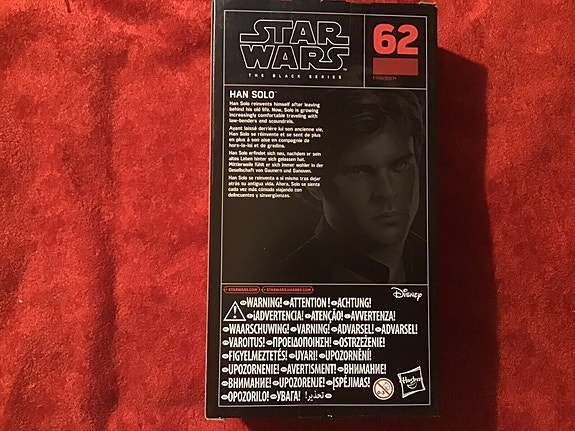 STAR
WARS
THE BLACK SERIES
62
HAN SOLO™
Han Solo reinvents himself after leaving
behind his old life. Now, Solo is growing
increasingly comfortable traveling with
law-benders and scoundrels.
Ayant laissé derrière lui son ancienne vie,
Han Solo se réinvente et se sent de plus
en plus à son aise en compagnie de
hors-la-loi et de gredins.
Han Solo erfindet sich neu, nachdem er sein
altes Leben hinter sich gelassen hat.
Mittlerweile fühlt er sich immer wohler in der
Gesellschaft von Gaunern und Ganoven.
Han Solo se reinventa a sí mismo tras dejar
atrás su antigua vida. Ahora, Solo se siente
cada vez más cómodo viajando con
delincuentes y sinvergüenzas.
STARWARS.COM STARWARS.HASBRO.COM
Disney
WARNING! ATTENTION! ACHTUNG!
¡ADVERTENCIA! ATENÇÃO! AVVERTENZA!
WAARSCHUWING! VARNING! ADVARSEL! ADVARSEL!
VAROITUS! ΠΡΟΕΙΔΟΠΟΙΗΣΗ! OSTRZEŻENIE!
FIGYELMEZTETÉS! UYARI! UPOZORNĚNÍ!
UPOZORNENIE! AVERTISMENT! ВНИМАНИЕ!
ВНИМАНИЕ! UPOZORENJE! ĮSPĖJIMAS!
OPOZORILO! УВАГА! تحذير!
0-3
Hasbro